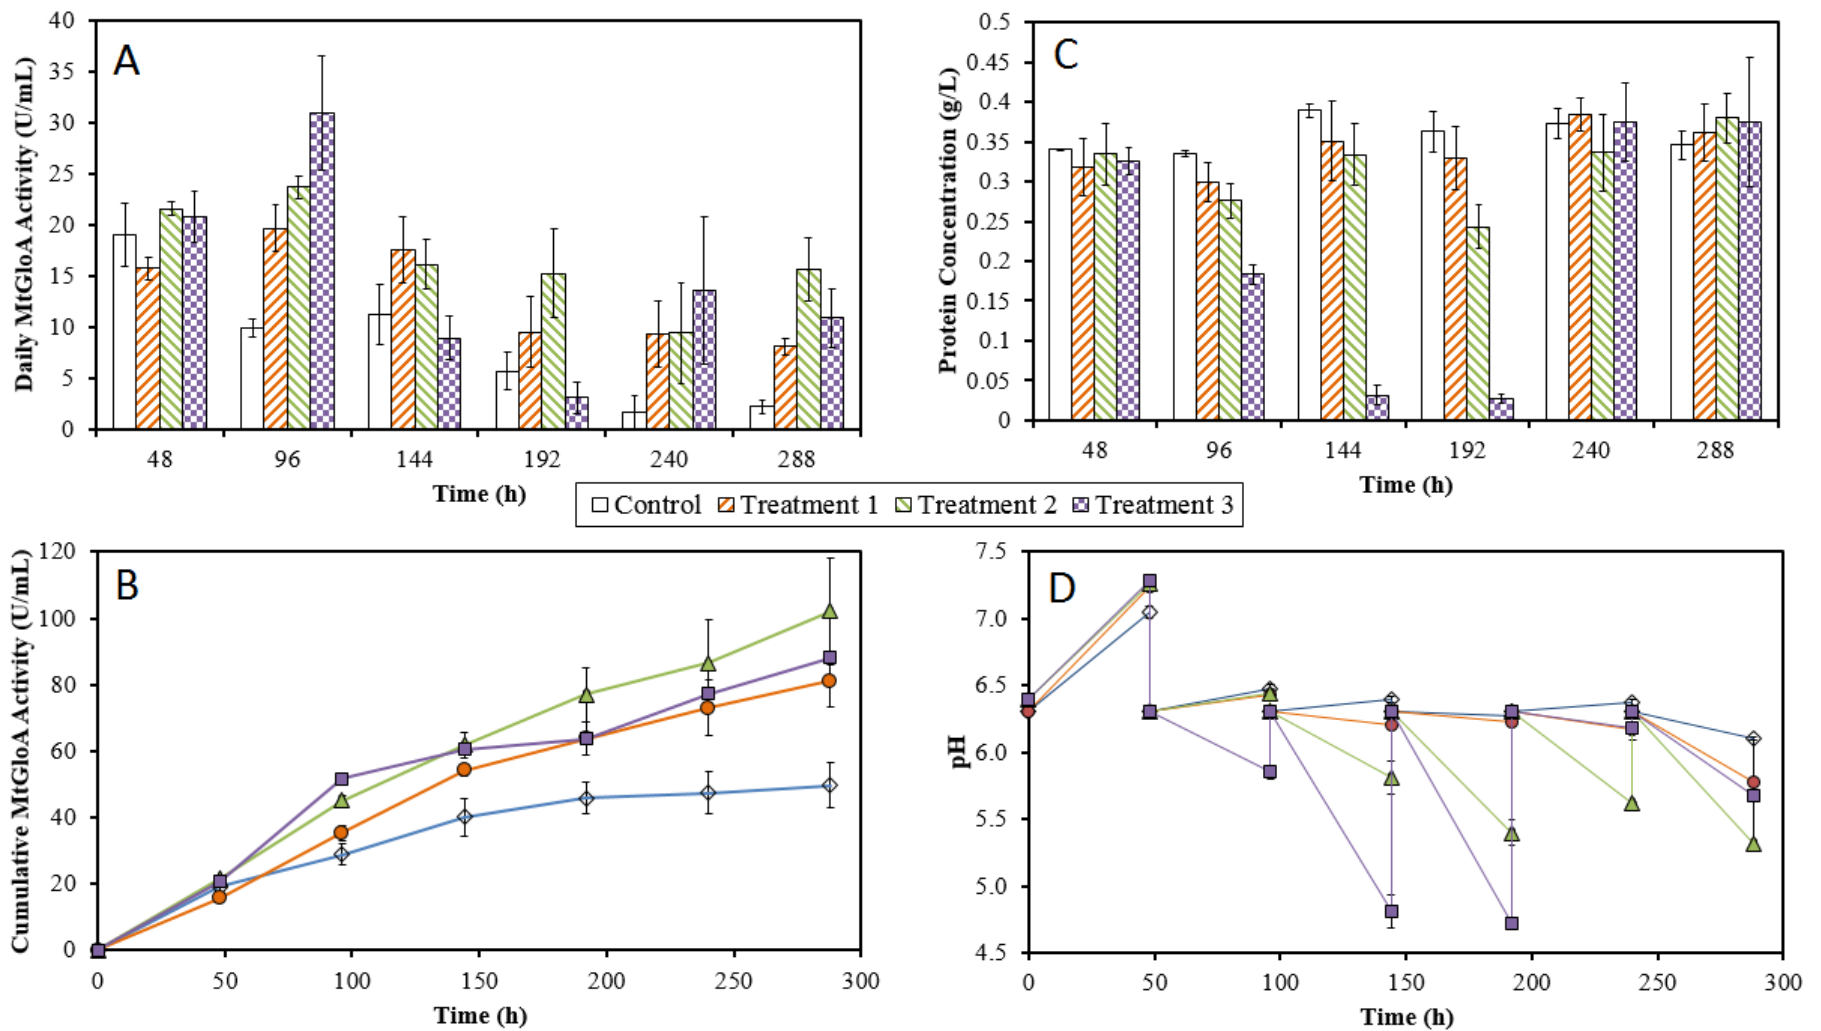 A
Daily MtGloA Activity (U/mL)
40
35
30
25
20
15
10
5
0
48 96 144 192 240 288
Time (h)
C
Protein Concentration (g/L)
0.5
0.45
0.4
0.35
0.3
0.25
0.2
0.15
0.1
0.05
0
48 96 144 192 240 288
Time (h)
Control Treatment 1 Treatment 2 Treatment 3
B
Cumulative MtGloA Activity (U/mL)
120
100
80
60
40
20
0
0 50 100 150 200 250 300
Time (h)
D
pH
7.5
7.0
6.5
6.0
5.5
5.0
4.5
0 50 100 150 200 250 300
Time (h)